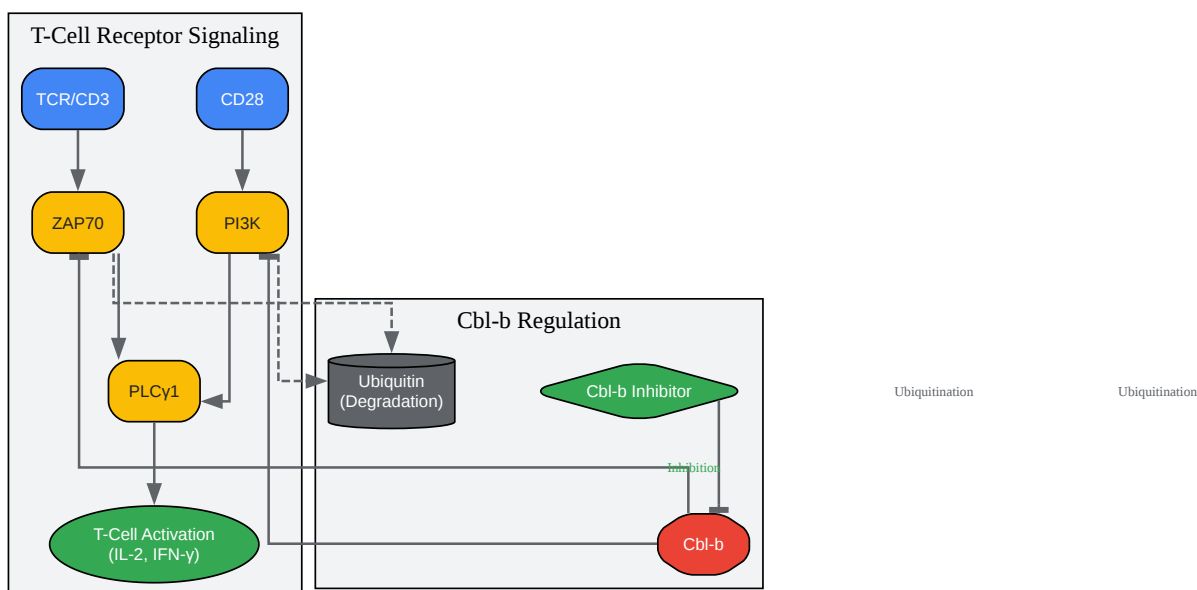 T-Cell Receptor Signaling
TCR/CD3
CD28
ZAP70
PI3K
Cbl-b Regulation
Ubiquitin
(Degradation)
Cbl-b Inhibitor
PLCγ1
Ubiquitination
Ubiquitination
Inhibition
T-Cell Activation
(IL-2, IFN-γ)
Cbl-b